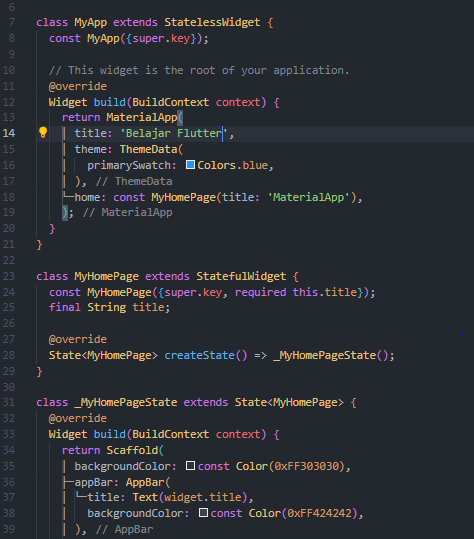 6
7 class MyApp extends StatelessWidget {
8 const MyApp({super.key});
9
10 // This widget is the root of your application.
11 @override
12 Widget build(BuildContext context) {
13 return MaterialApp(
14 title: 'Belajar Flutter',
15 theme: ThemeData(
16 primarySwatch: Colors.blue,
17 ), // ThemeData
18 home: const MyHomePage(title: 'MaterialApp'),
19 ); // MaterialApp
20 }
21 }
22
23 class MyHomePage extends StatefulWidget {
24 const MyHomePage({super.key, required this.title});
25 final String title;
26
27 @override
28 State<MyHomePage> createState() => _MyHomePageState();
29 }
30
31 class _MyHomePageState extends State<MyHomePage> {
32 @override
33 Widget build(BuildContext context) {
34 return Scaffold(
35 backgroundColor: const Color(0xFF303030),
36 appBar: AppBar(
37 title: Text(widget.title),
38 backgroundColor: const Color(0xFF424242),
39 ), // AppBar